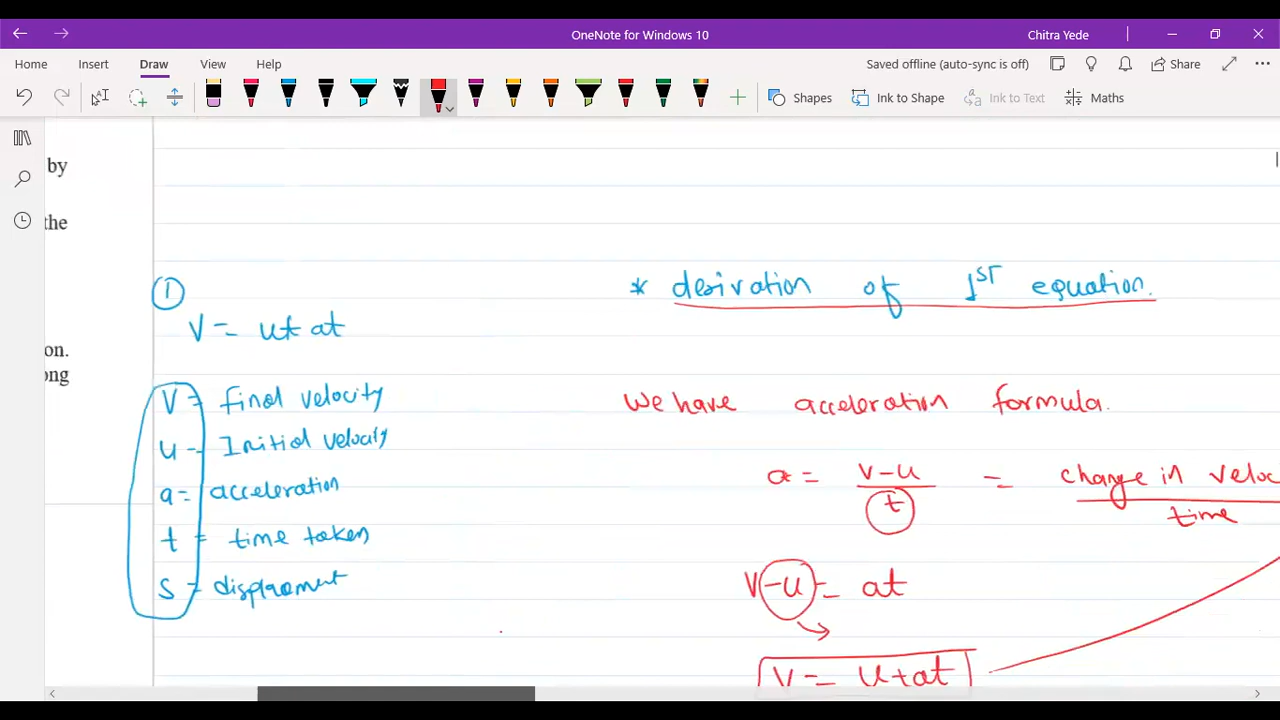 OneNote for Windows 10
Chitra Yede
Home Insert Draw View Help
Saved offline (auto-sync is off)
Share
Shapes
Ink to Shape
Ink to Text
Maths
by
the
on.
ong
1
V = u+ at
V = final velocity
u = Initial velocity
a = acceleration
t = time taken
S = displacment
* derivation of 1ST equation.
We have acceleration formula.
a = v-u / t = change in veloc / time
V-u = at
V = u+at